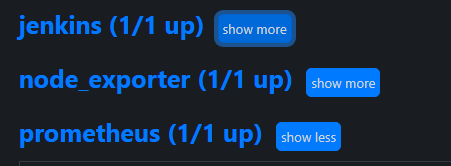 jenkins (1/1 up) show more
node_exporter (1/1 up) show more
prometheus (1/1 up) show less